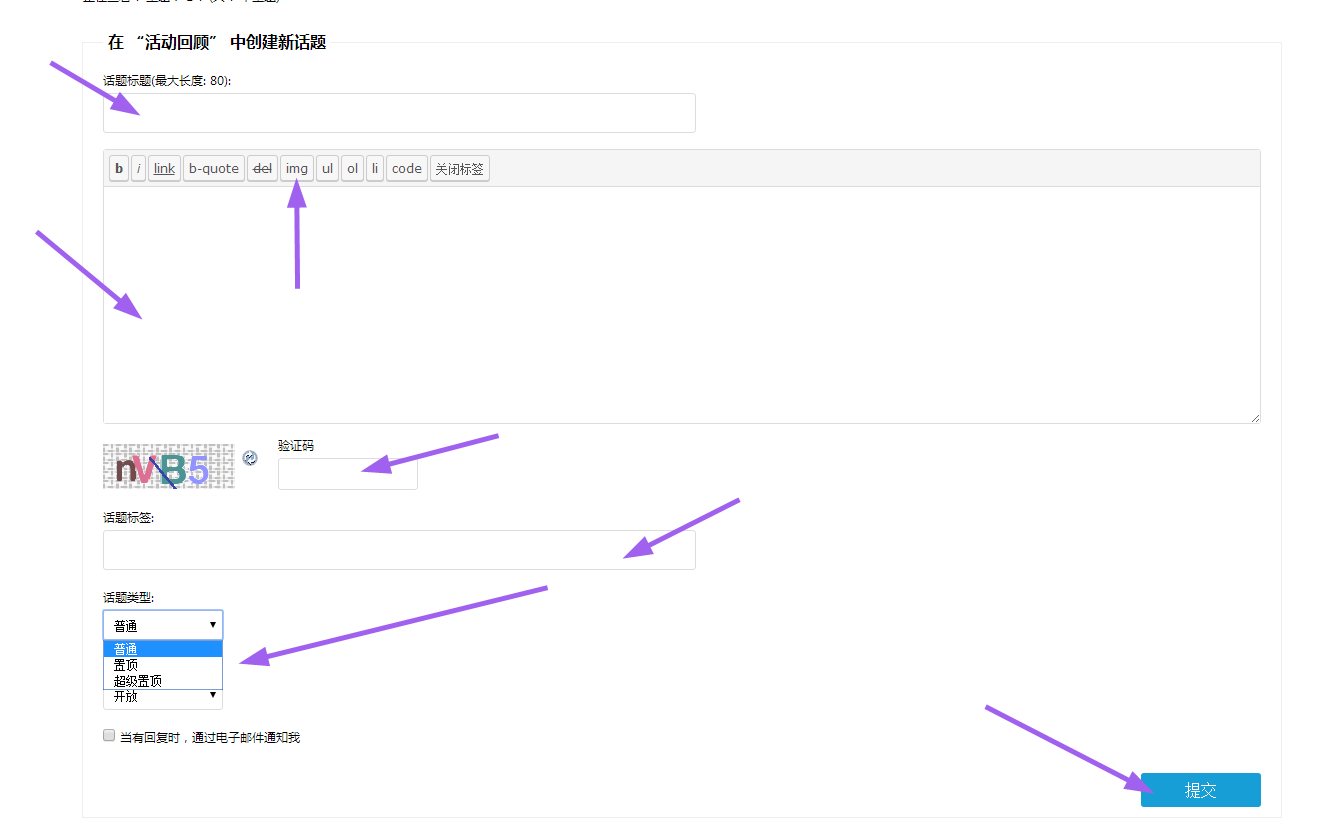 在 “活动回顾” 中创建新话题
话题标题(最大长度: 80):
b i link b-quote del img ul ol li code 关闭标签
nVB5
验证码
话题标签:
话题类型:
普通
普通
置顶
超级置顶
开放
当有回复时，通过电子邮件通知我
提交